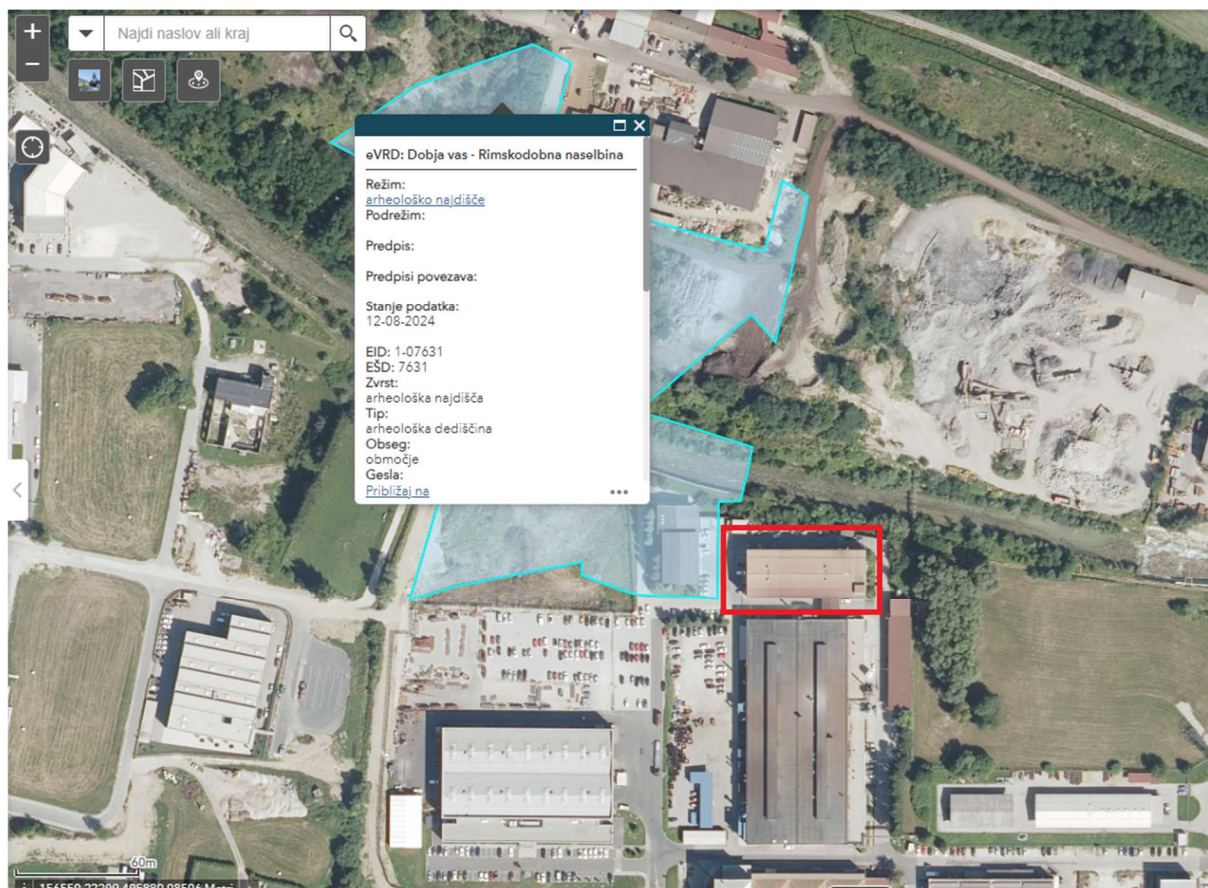 +
Najdi naslov ali kraj
−
eVRD: Dobja vas - Rimskodobna naselbina
Režim:
arheološko najdišče
Podrežim:
Predpis:
Predpisi povezava:
Stanje podatka:
12-08-2024
EID: 1-07631
EŠD: 7631
Zvrst:
arheološka najdišča
Tip:
arheološka dediščina
Obseg:
območje
Gesla:
Približaj na
60m